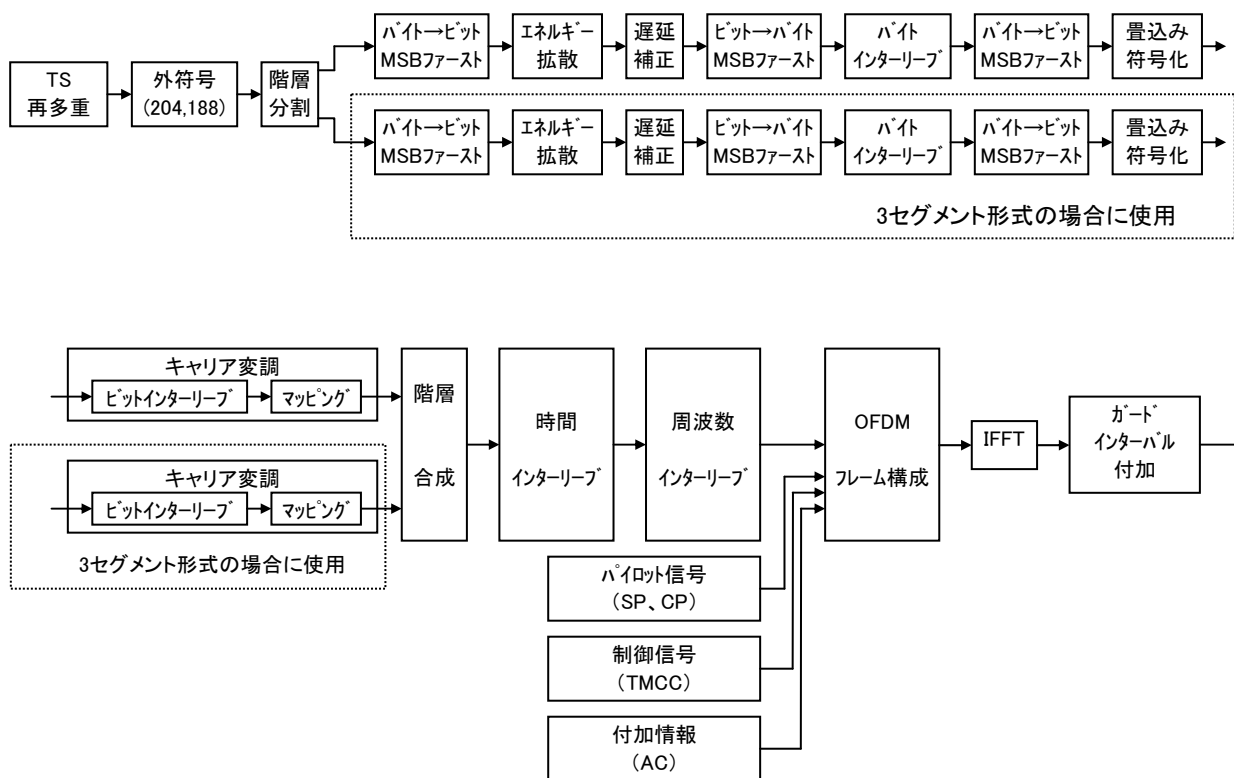 TS
再多重
外符号
(204,188)
階層
分割
ﾊﾞｲﾄ→ﾋﾞｯﾄ
MSBﾌｧｰｽﾄ
ｴﾈﾙｷﾞｰ
拡散
遅延
補正
ﾋﾞｯﾄ→ﾊﾞｲﾄ
MSBﾌｧｰｽﾄ
ﾊﾞｲﾄ
ｲﾝﾀｰﾘｰﾌﾞ
ﾊﾞｲﾄ→ﾋﾞｯﾄ
MSBﾌｧｰｽﾄ
畳込み
符号化
ﾊﾞｲﾄ→ﾋﾞｯﾄ
MSBﾌｧｰｽﾄ
ｴﾈﾙｷﾞｰ
拡散
遅延
補正
ﾋﾞｯﾄ→ﾊﾞｲﾄ
MSBﾌｧｰｽﾄ
ﾊﾞｲﾄ
ｲﾝﾀｰﾘｰﾌﾞ
ﾊﾞｲﾄ→ﾋﾞｯﾄ
MSBﾌｧｰｽﾄ
畳込み
符号化
3セグメント形式の場合に使用
キャリア変調
ﾋﾞｯﾄｲﾝﾀｰﾘｰﾌﾞ
ﾏｯﾋﾟﾝｸﾞ
キャリア変調
ﾋﾞｯﾄｲﾝﾀｰﾘｰﾌﾞ
ﾏｯﾋﾟﾝｸﾞ
3セグメント形式の場合に使用
階層
合成
時間
ｲﾝﾀｰﾘｰﾌﾞ
周波数
ｲﾝﾀｰﾘｰﾌﾞ
OFDM
ﾌﾚｰﾑ構成
IFFT
ｶﾞｰﾄﾞ
ｲﾝﾀｰﾊﾞﾙ
付加
ﾊﾟｲﾛｯﾄ信号
(SP、CP)
制御信号
(TMCC)
付加情報
(AC)